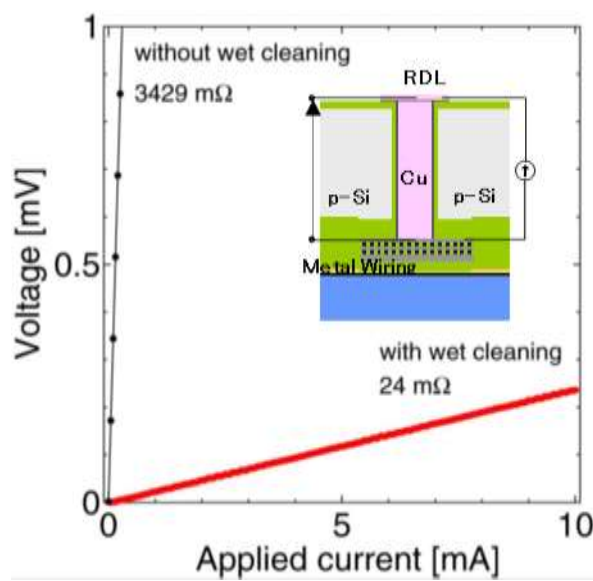 1
without wet cleaning
3429 mΩ
RDL
Cu
p-Si
p-Si
Metal Wiring
Voltage [mV]
0.5
with wet cleaning
24 mΩ
0
0
5
10
Applied current [mA]